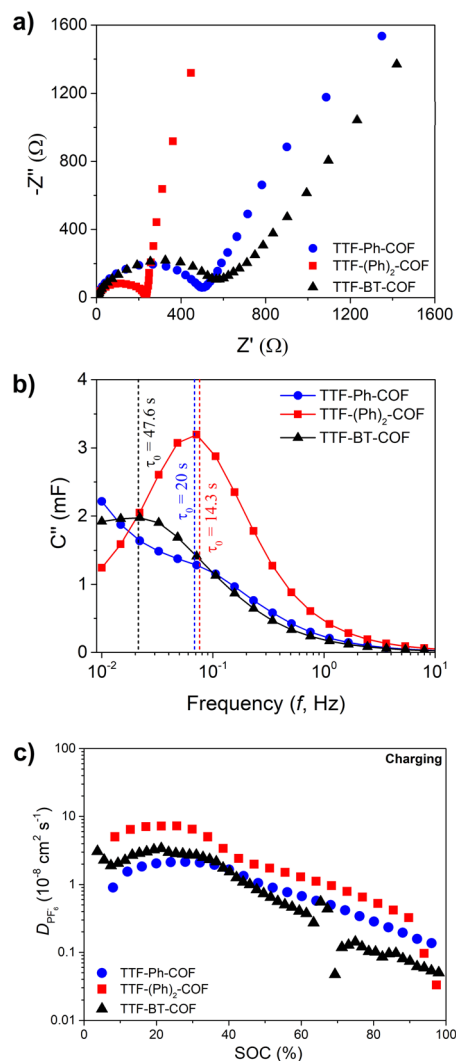 a)
1600
1200
800
400
0
-Z'' (Ω)
TTF-Ph-COF
TTF-(Ph)₂-COF
TTF-BT-COF
0 400 800 1200 1600
Z' (Ω)
b)
4
3
2
1
0
C'' (mF)
τ₀ = 47.6 s
τ₀ = 20 s
τ₀ = 14.3 s
TTF-Ph-COF
TTF-(Ph)₂-COF
TTF-BT-COF
10⁻² 10⁻¹ 10⁰ 10¹
Frequency (f, Hz)
c)
Charging
100
10
1
0.1
0.01
D_PF₆ (10⁻⁸ cm² s⁻¹)
TTF-Ph-COF
TTF-(Ph)₂-COF
TTF-BT-COF
0 20 40 60 80 100
SOC (%)